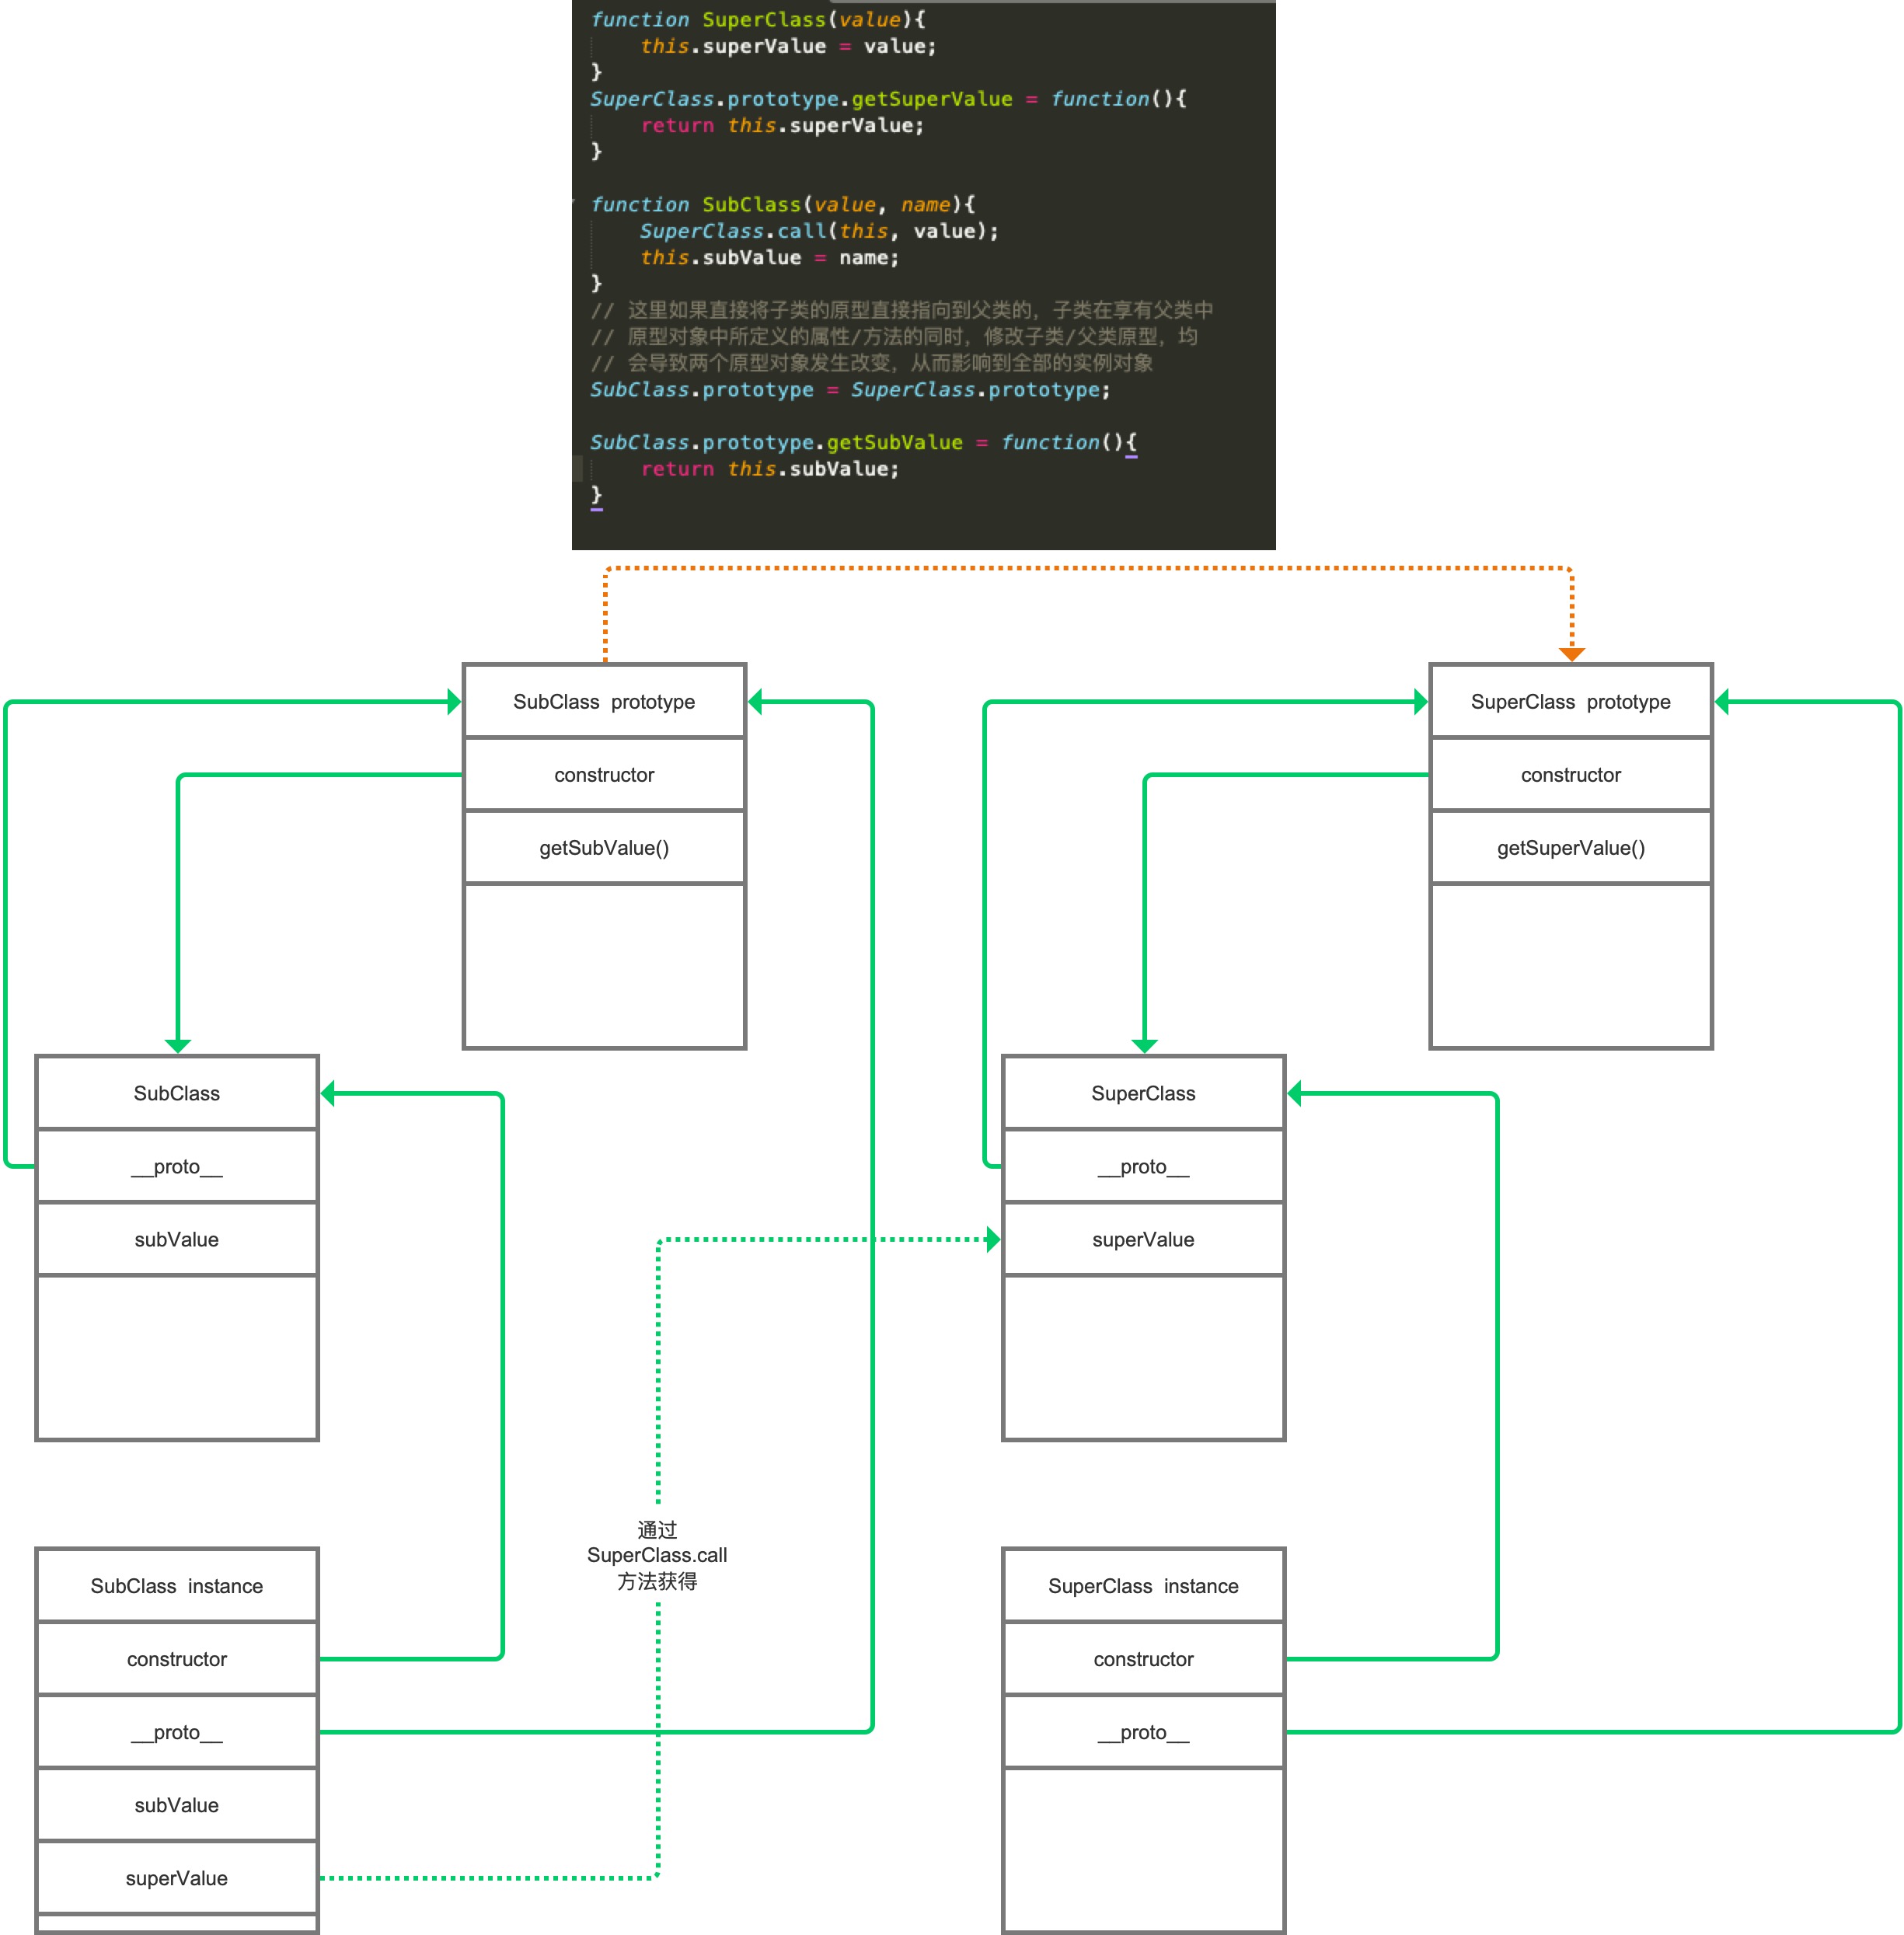 function SuperClass(value){
    this.superValue = value;
}
SuperClass.prototype.getSuperValue = function(){
    return this.superValue;
}

function SubClass(value, name){
    SuperClass.call(this, value);
    this.subValue = name;
}
// 这里如果直接将子类的原型直接指向到父类的，子类在享有父类中
// 原型对象中所定义的属性/方法的同时，修改子类/父类原型，均
// 会导致两个原型对象发生改变，从而影响到全部的实例对象
SubClass.prototype = SuperClass.prototype;

SubClass.prototype.getSubValue = function(){
    return this.subValue;
}
SubClass prototype
constructor
getSubValue()
SuperClass prototype
constructor
getSuperValue()
SubClass
__proto__
subValue
SuperClass
__proto__
superValue
通过
SuperClass.call
方法获得
SubClass instance
constructor
__proto__
subValue
superValue
SuperClass instance
constructor
__proto__